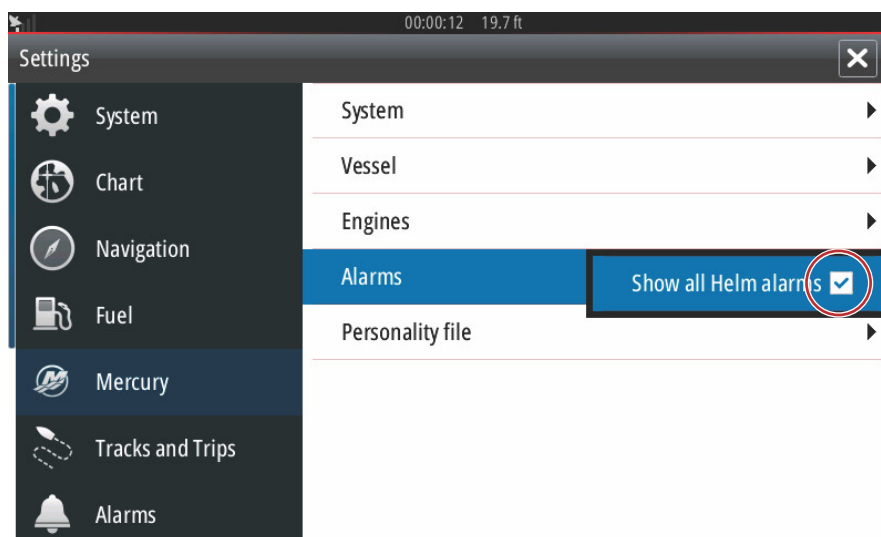 00:00:12 19.7 ft
Settings
System
Chart
Navigation
Fuel
Mercury
Tracks and Trips
Alarms
System
Vessel
Engines
Alarms
Show all Helm alarms
Personality file